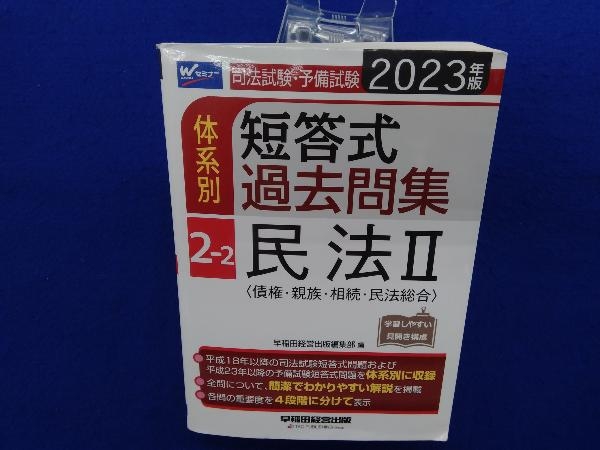 Wセミナー
司法試験・予備試験
2023年版
体系別
短答式
過去問集
2-2
民法Ⅱ
〈債権・親族・相続・民法総合〉
学習しやすい
見開き構成
早稲田経営出版編集部 編
平成18年以降の司法試験短答式問題および
平成23年以降の予備試験短答式問題を体系別に収録
全問について、簡潔でわかりやすい解説を掲載
各問の重要度を4段階に分けて表示
早稲田経営出版